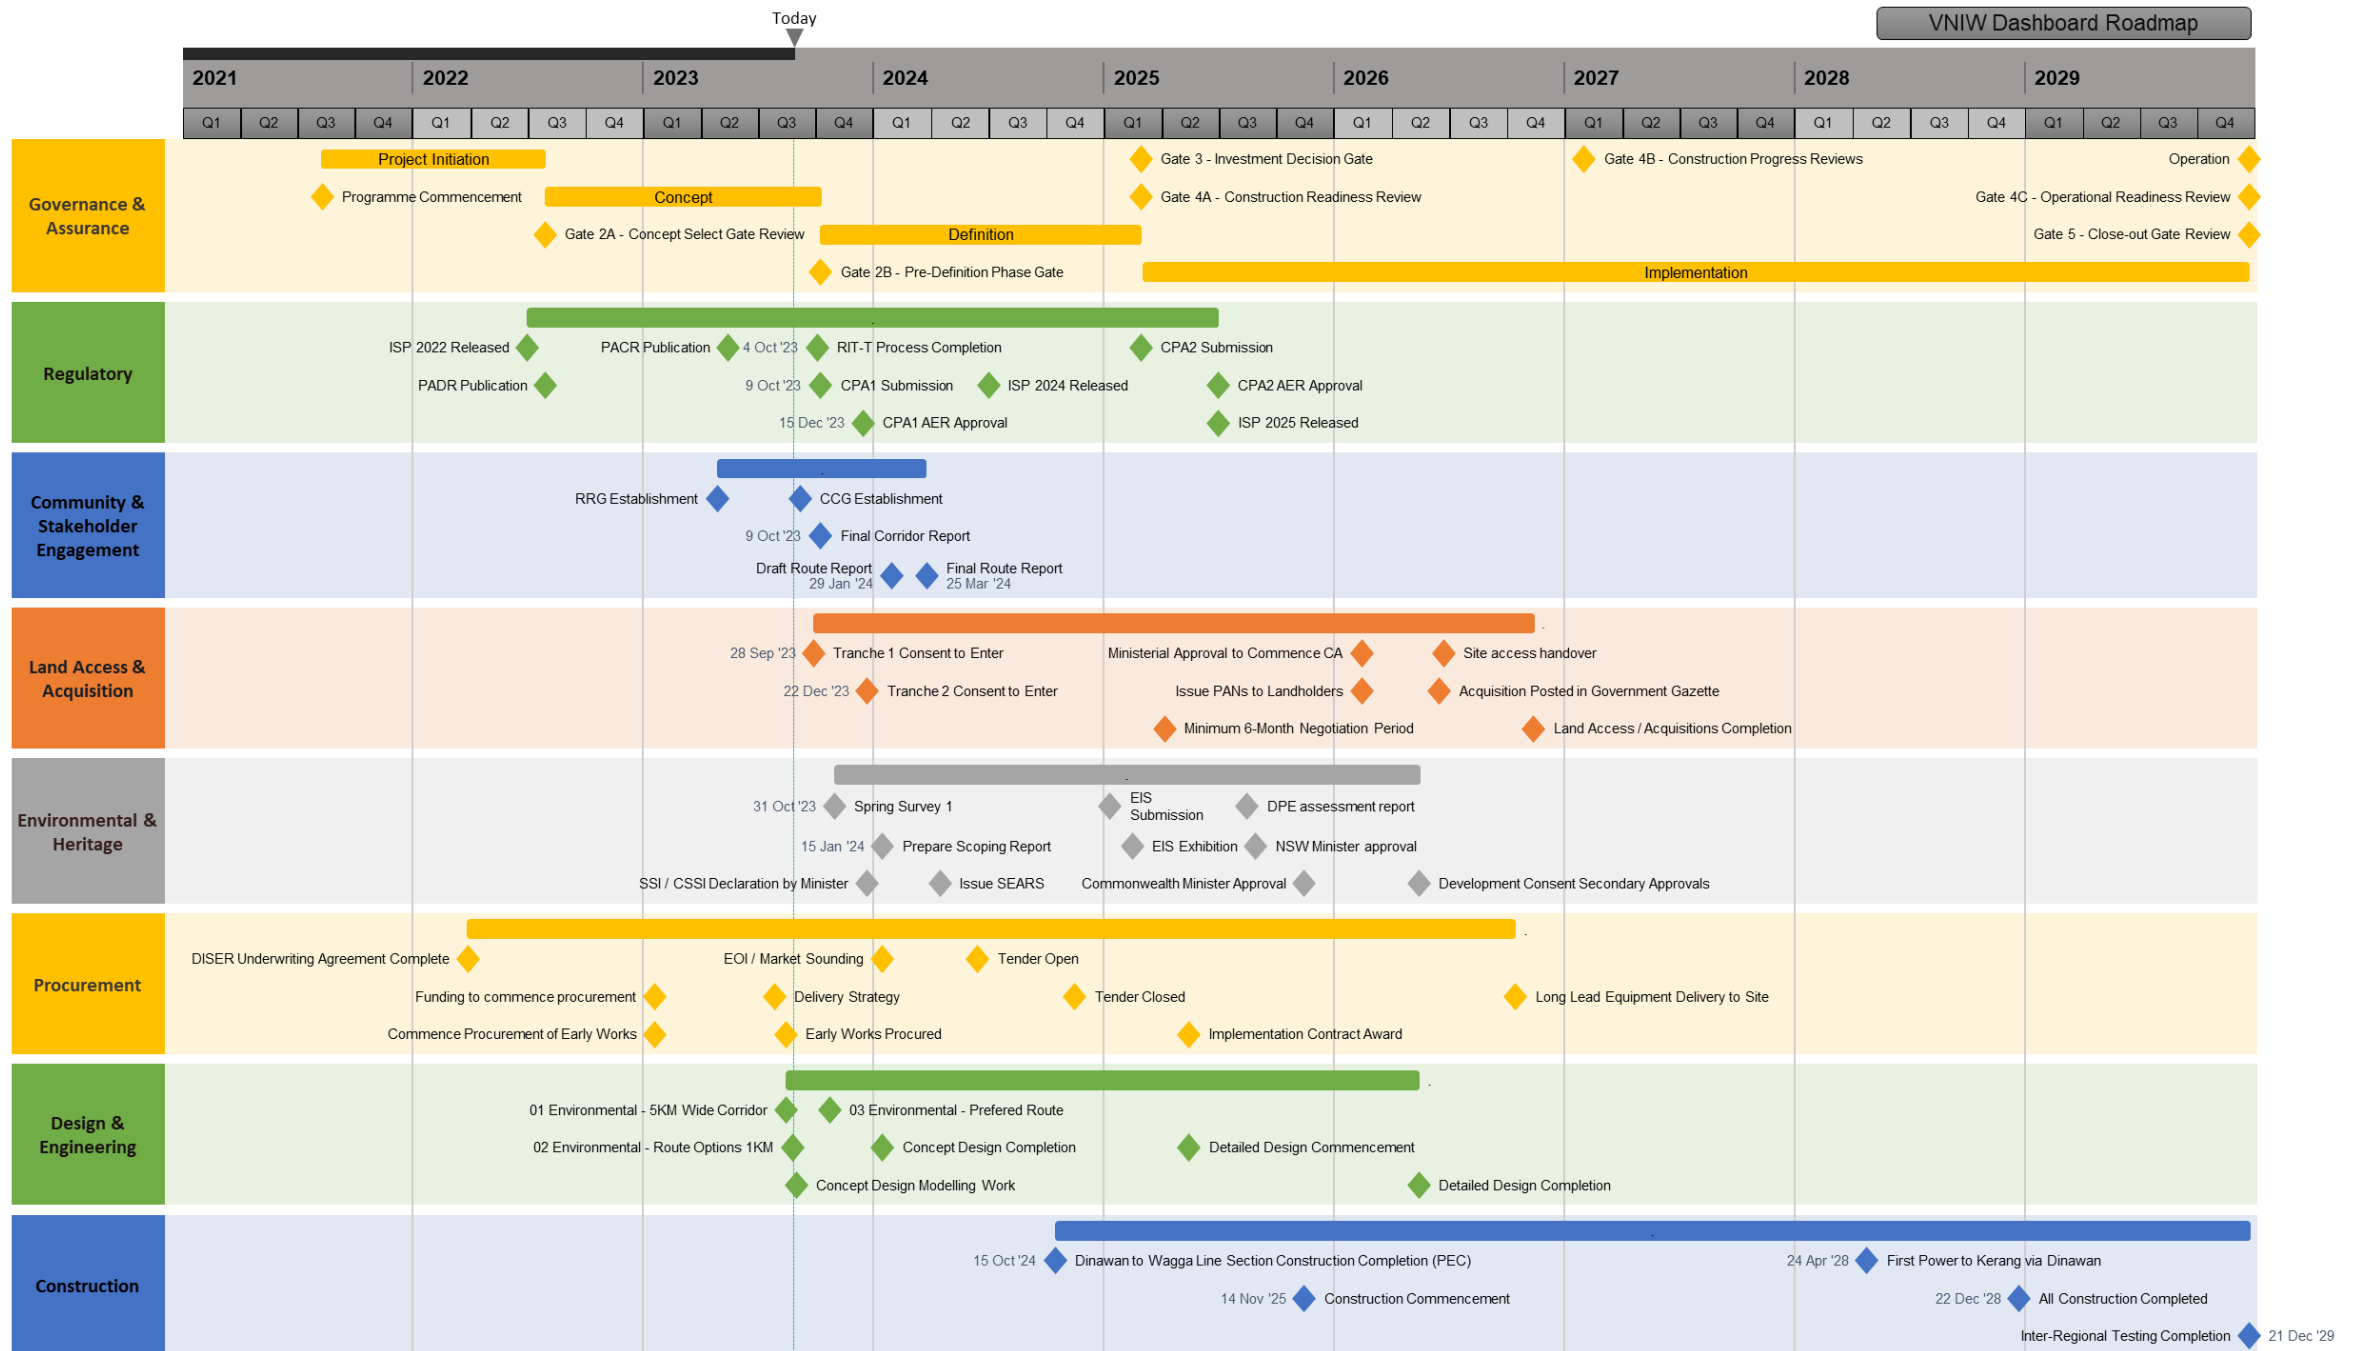 Today
VNIW Dashboard Roadmap
2021 2022 2023 2024 2025 2026 2027 2028 2029
Q1 Q2 Q3 Q4 Q1 Q2 Q3 Q4 Q1 Q2 Q3 Q4 Q1 Q2 Q3 Q4 Q1 Q2 Q3 Q4 Q1 Q2 Q3 Q4 Q1 Q2 Q3 Q4 Q1 Q2 Q3 Q4 Q1 Q2 Q3 Q4
Governance &
Assurance
Project Initiation
Gate 3 - Investment Decision Gate
Gate 4B - Construction Progress Reviews
Operation
Programme Commencement
Concept
Gate 4A - Construction Readiness Review
Gate 4C - Operational Readiness Review
Gate 2A - Concept Select Gate Review
Definition
Gate 5 - Close-out Gate Review
Gate 2B - Pre-Definition Phase Gate
Implementation
Regulatory
ISP 2022 Released
PACR Publication
4 Oct '23
RIT-T Process Completion
CPA2 Submission
PADR Publication
9 Oct '23
CPA1 Submission
ISP 2024 Released
CPA2 AER Approval
15 Dec '23
CPA1 AER Approval
ISP 2025 Released
Community &
Stakeholder
Engagement
RRG Establishment
CCG Establishment
9 Oct '23
Final Corridor Report
Draft Route Report
29 Jan '24
Final Route Report
25 Mar '24
Land Access &
Acquisition
28 Sep '23
Tranche 1 Consent to Enter
Ministerial Approval to Commence CA
Site access handover
22 Dec '23
Tranche 2 Consent to Enter
Issue PANs to Landholders
Acquisition Posted in Government Gazette
Minimum 6-Month Negotiation Period
Land Access / Acquisitions Completion
Environmental &
Heritage
31 Oct '23
Spring Survey 1
EIS
Submission
DPE assessment report
15 Jan '24
Prepare Scoping Report
EIS Exhibition
NSW Minister approval
SSI / CSSI Declaration by Minister
Issue SEARS
Commonwealth Minister Approval
Development Consent Secondary Approvals
Procurement
DISER Underwriting Agreement Complete
EOI / Market Sounding
Tender Open
Funding to commence procurement
Delivery Strategy
Tender Closed
Long Lead Equipment Delivery to Site
Commence Procurement of Early Works
Early Works Procured
Implementation Contract Award
Design &
Engineering
01 Environmental - 5KM Wide Corridor
03 Environmental - Prefered Route
02 Environmental - Route Options 1KM
Concept Design Completion
Detailed Design Commencement
Concept Design Modelling Work
Detailed Design Completion
Construction
15 Oct '24
Dinawan to Wagga Line Section Construction Completion (PEC)
24 Apr '28
First Power to Kerang via Dinawan
14 Nov '25
Construction Commencement
22 Dec '28
All Construction Completed
Inter-Regional Testing Completion
21 Dec '29